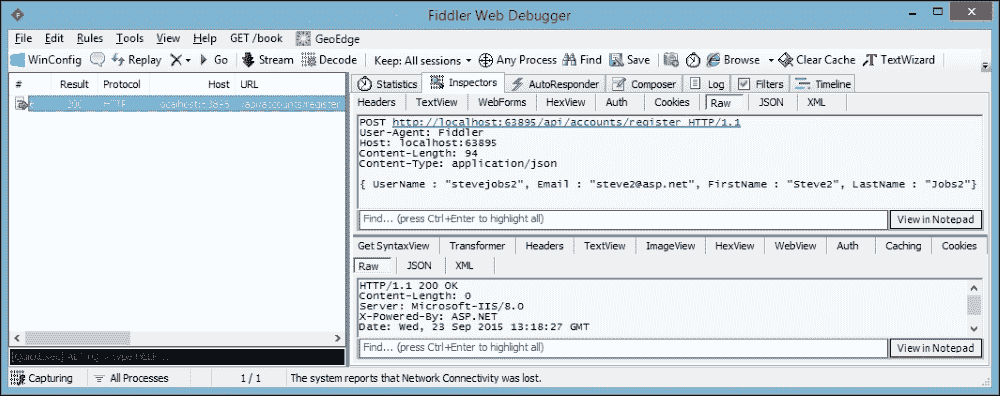 Fiddler Web Debugger
File Edit Rules Tools View Help GET /book GeoEdge
WinConfig Replay Go Stream Decode Keep: All sessions Any Process Find Save Browse Clear Cache TextWizard
# Result Protocol Host URL
200 HTTP localhost:63895 /api/accounts/register
Statistics Inspectors AutoResponder Composer Log Filters Timeline
Headers TextView WebForms HexView Auth Cookies Raw JSON XML
POST http://localhost:63895/api/accounts/register HTTP/1.1
User-Agent: Fiddler
Host: localhost:63895
Content-Length: 94
Content-Type: application/json
{ UserName : "stevejobs2", Email : "steve2@asp.net", FirstName : "Steve2", LastName : "Jobs2"}
Find... (press Ctrl+Enter to highlight all) View in Notepad
Get SyntaxView Transformer Headers TextView ImageView HexView WebView Auth Caching Cookies
Raw JSON XML
HTTP/1.1 200 OK
Content-Length: 0
Server: Microsoft-IIS/8.0
X-Powered-By: ASP.NET
Date: Wed, 23 Sep 2015 13:18:27 GMT
Find... (press Ctrl+Enter to highlight all) View in Notepad
Capturing All Processes 1 / 1 The system reports that Network Connectivity was lost.